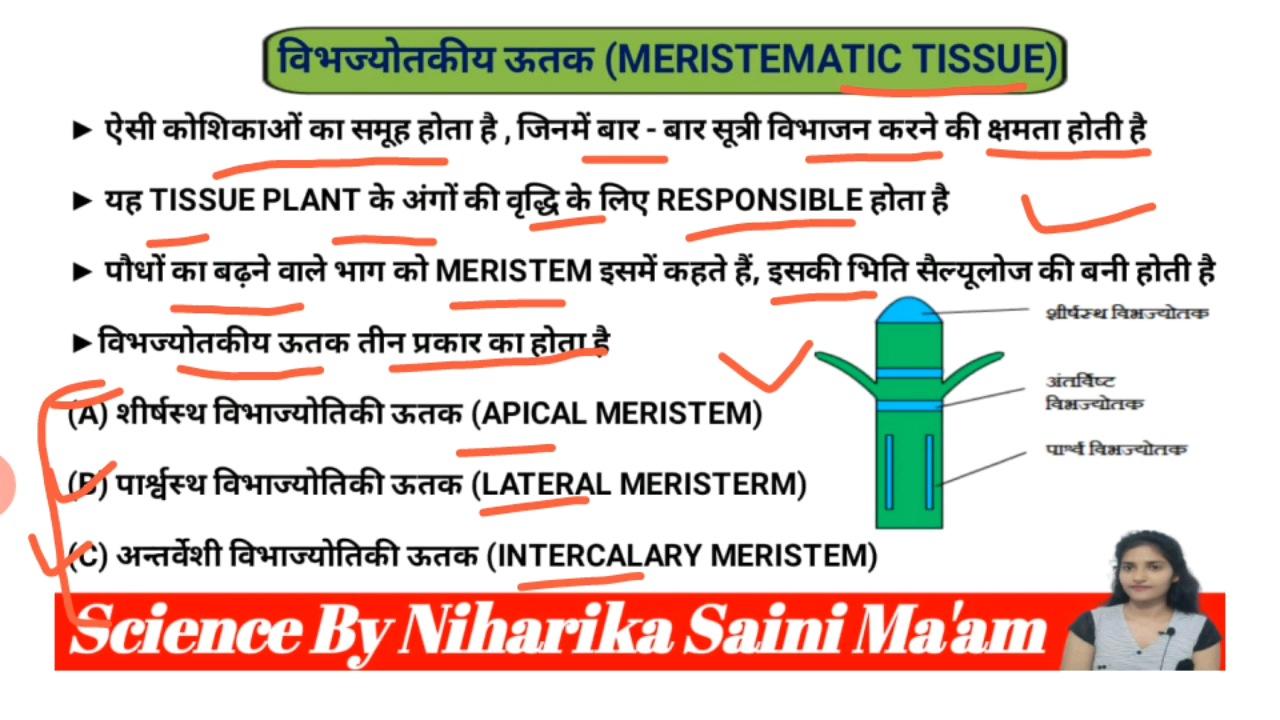 विभज्योतकीय ऊतक (MERISTEMATIC TISSUE)
► ऐसी कोशिकाओं का समूह होता है , जिनमें बार - बार सूत्री विभाजन करने की क्षमता होती है
► यह TISSUE PLANT के अंगों की वृद्धि के लिए RESPONSIBLE होता है
► पौधों का बढ़ने वाले भाग को MERISTEM इसमें कहते हैं, इसकी भिति सैल्यूलोज की बनी होती है
►विभज्योतकीय ऊतक तीन प्रकार का होता है
(A) शीर्षस्थ विभाज्योतिकी ऊतक (APICAL MERISTEM)
(B) पार्श्वस्थ विभाज्योतिकी ऊतक (LATERAL MERISTERM)
(C) अन्तर्वेशी विभाज्योतिकी ऊतक (INTERCALARY MERISTEM)
शीर्षस्थ विभज्योतक
अंतर्विष्ट
विभज्योतक
पार्श्व विभज्योतक
Science By Niharika Saini Ma'am